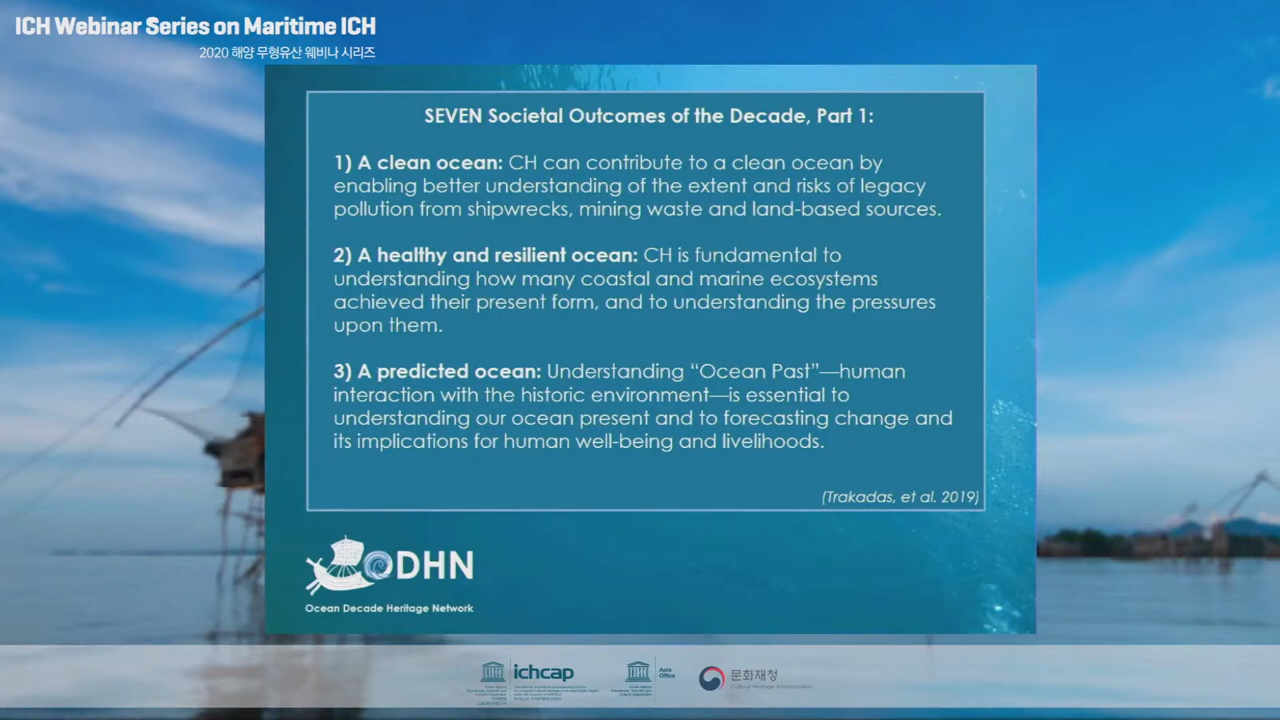 ICH Webinar Series on Maritime ICH
2020 해양 무형유산 웨비나 시리즈
SEVEN Societal Outcomes of the Decade, Part 1:
1) A clean ocean: CH can contribute to a clean ocean by
enabling better understanding of the extent and risks of legacy
pollution from shipwrecks, mining waste and land-based sources.
2) A healthy and resilient ocean: CH is fundamental to
understanding how many coastal and marine ecosystems
achieved their present form, and to understanding the pressures
upon them.
3) A predicted ocean: Understanding “Ocean Past”—human
interaction with the historic environment—is essential to
understanding our ocean present and to forecasting change and
its implications for human well-being and livelihoods.
(Trakadas, et al. 2019)
ODHN
Ocean Decade Heritage Network
ichcap
Office
문화재청
Cultural Heritage Administration